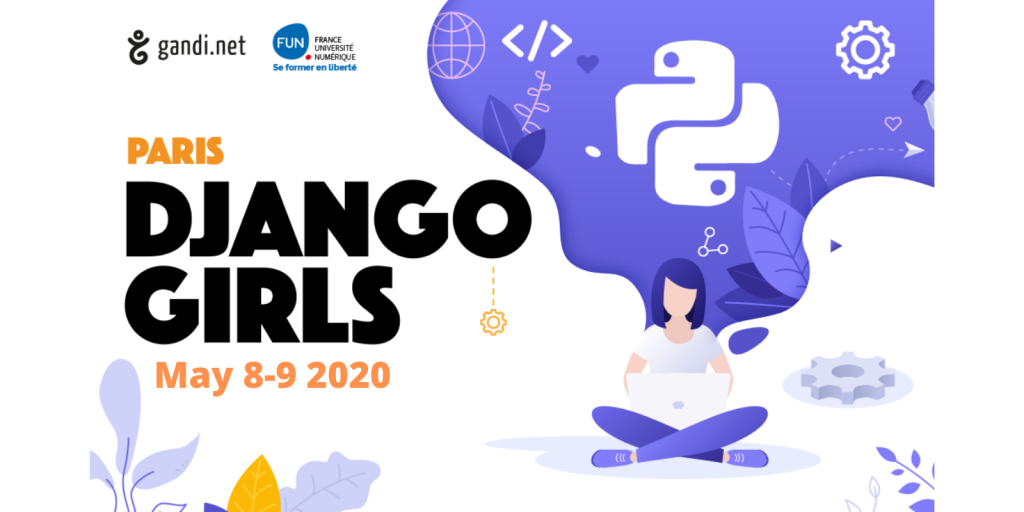 gandi.net
FUN
FRANCE
UNIVERSITÉ
NUMÉRIQUE
Se former en liberté
</>
PARIS
DJANGO
GIRLS
May 8-9 2020